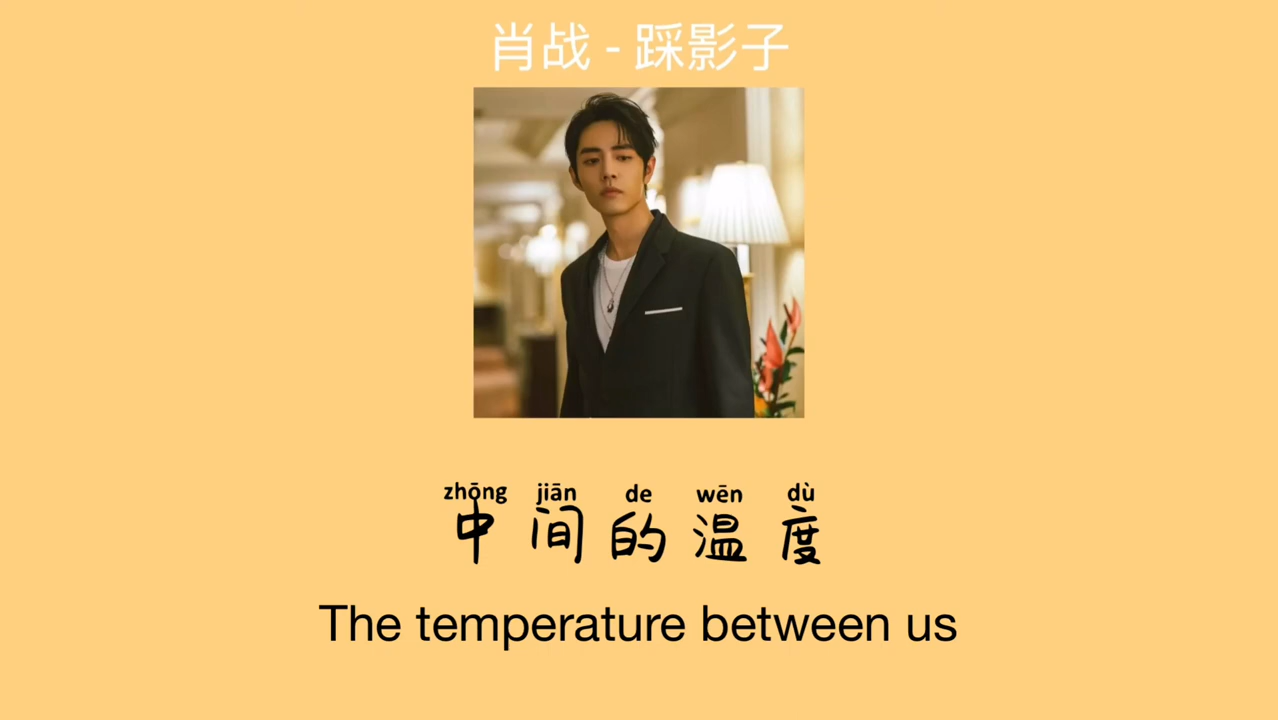 肖战 - 踩影子
zhōng jiān de wēn dù
中间的温度
The temperature between us